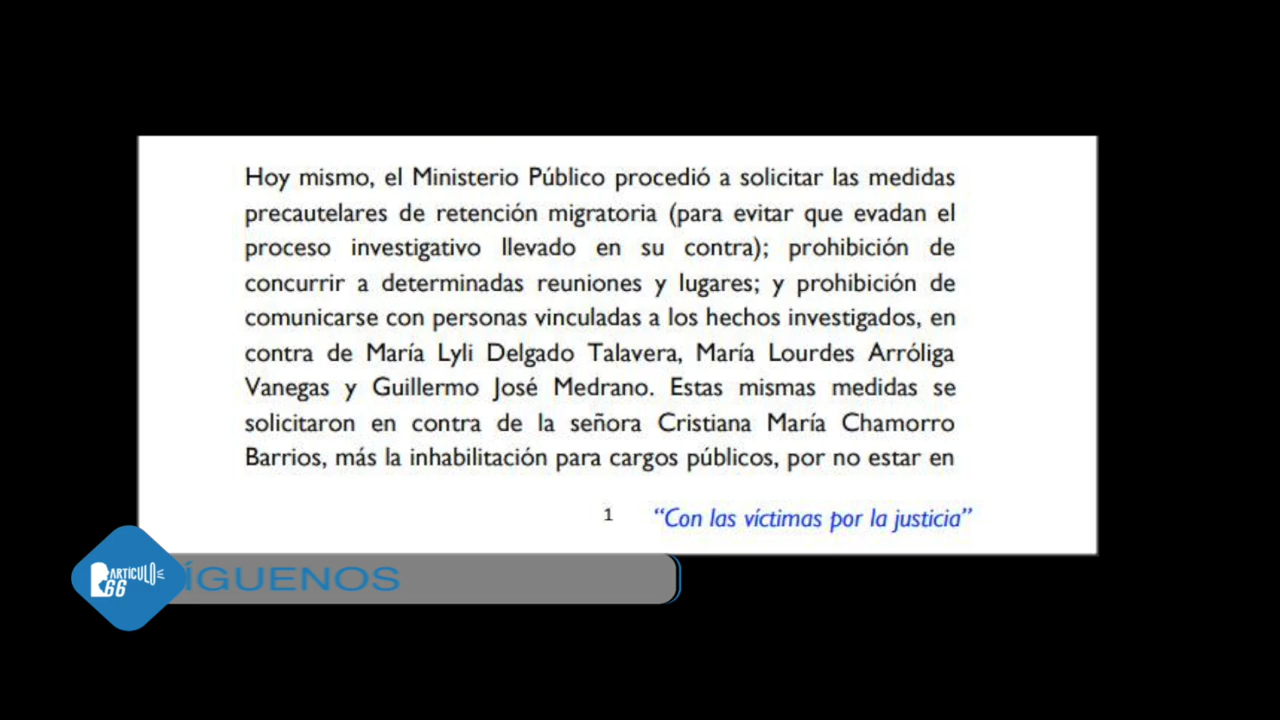 Hoy mismo, el Ministerio Público procedió a solicitar las medidas
precautelares de retención migratoria (para evitar que evadan el
proceso investigativo llevado en su contra); prohibición de
concurrir a determinadas reuniones y lugares; y prohibición de
comunicarse con personas vinculadas a los hechos investigados, en
contra de María Lyli Delgado Talavera, María Lourdes Arróliga
Vanegas y Guillermo José Medrano. Estas mismas medidas se
solicitaron en contra de la señora Cristiana María Chamorro
Barrios, más la inhabilitación para cargos públicos, por no estar en
1 “Con las víctimas por la justicia”
ARTICULO
66
ÍGUENOS